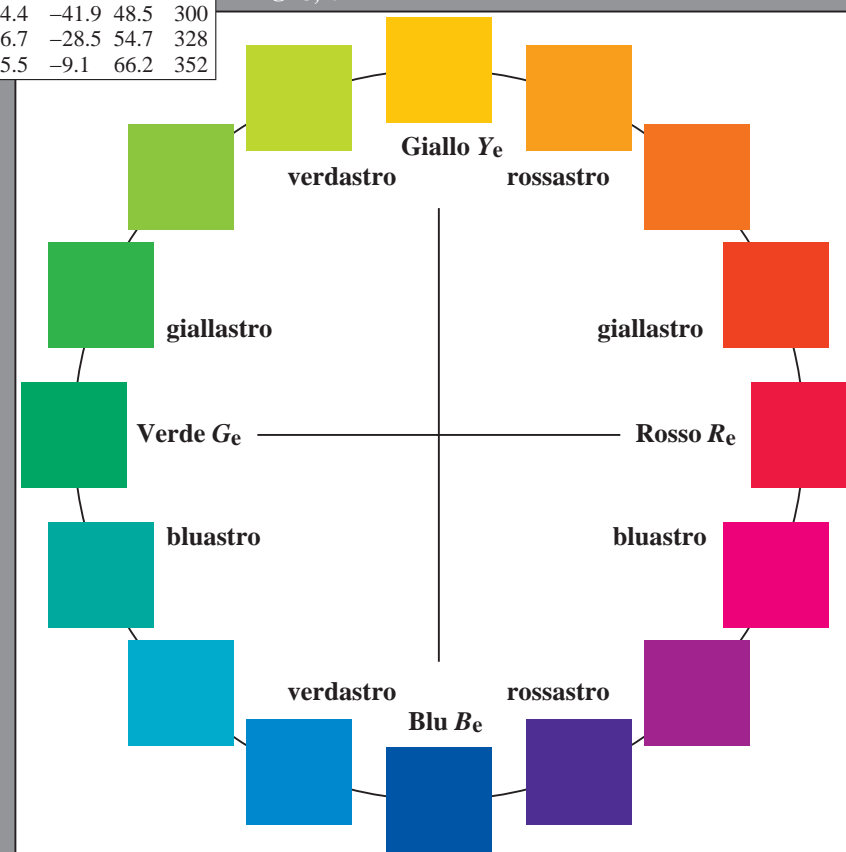 4.4 −41.9 48.5 300
6.7 −28.5 54.7 328
5.5 −9.1 66.2 352
Giallo Ye
verdastro rossastro
giallastro giallastro
Verde Ge Rosso Re
bluastro bluastro
verdastro rossastro
Blu Be